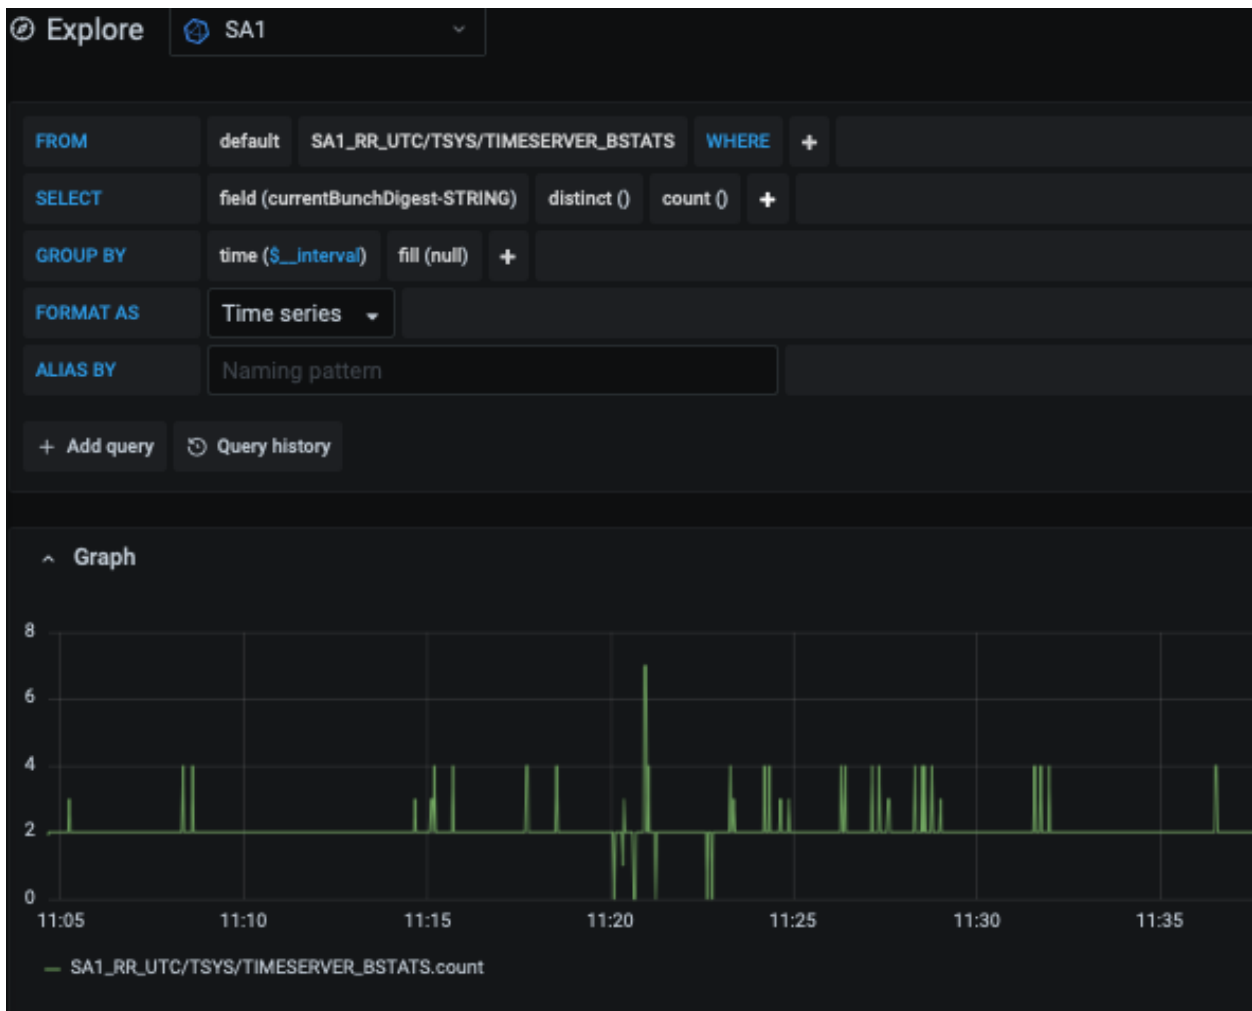 Explore SA1
FROM default SA1_RR_UTC/TSYS/TIMESERVER_BSTATS WHERE +
SELECT field (currentBunchDigest-STRING) distinct () count () +
GROUP BY time ($__interval) fill (null) +
FORMAT AS Time series
ALIAS BY Naming pattern
+ Add query Query history
Graph
8
6
4
2
0
11:05 11:10 11:15 11:20 11:25 11:30 11:35
SA1_RR_UTC/TSYS/TIMESERVER_BSTATS.count